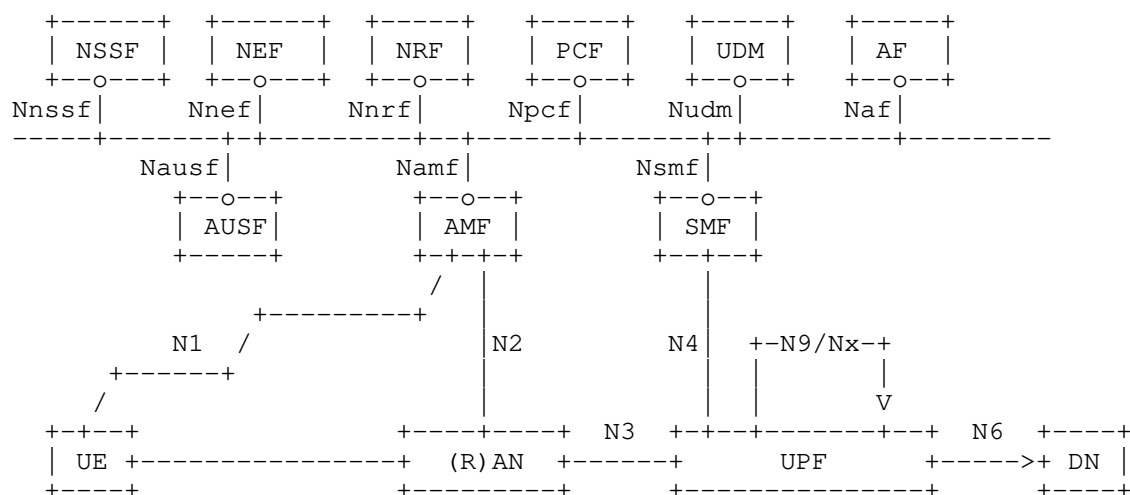 NSSF NEF NRF PCF UDM AF
Nnssf Nnef Nnrf Npcf Nudm Naf
Nausf Namf Nsmf
AUSF AMF SMF
N1 N2 N4 N9/Nx
N3 N6
UE (R)AN UPF DN